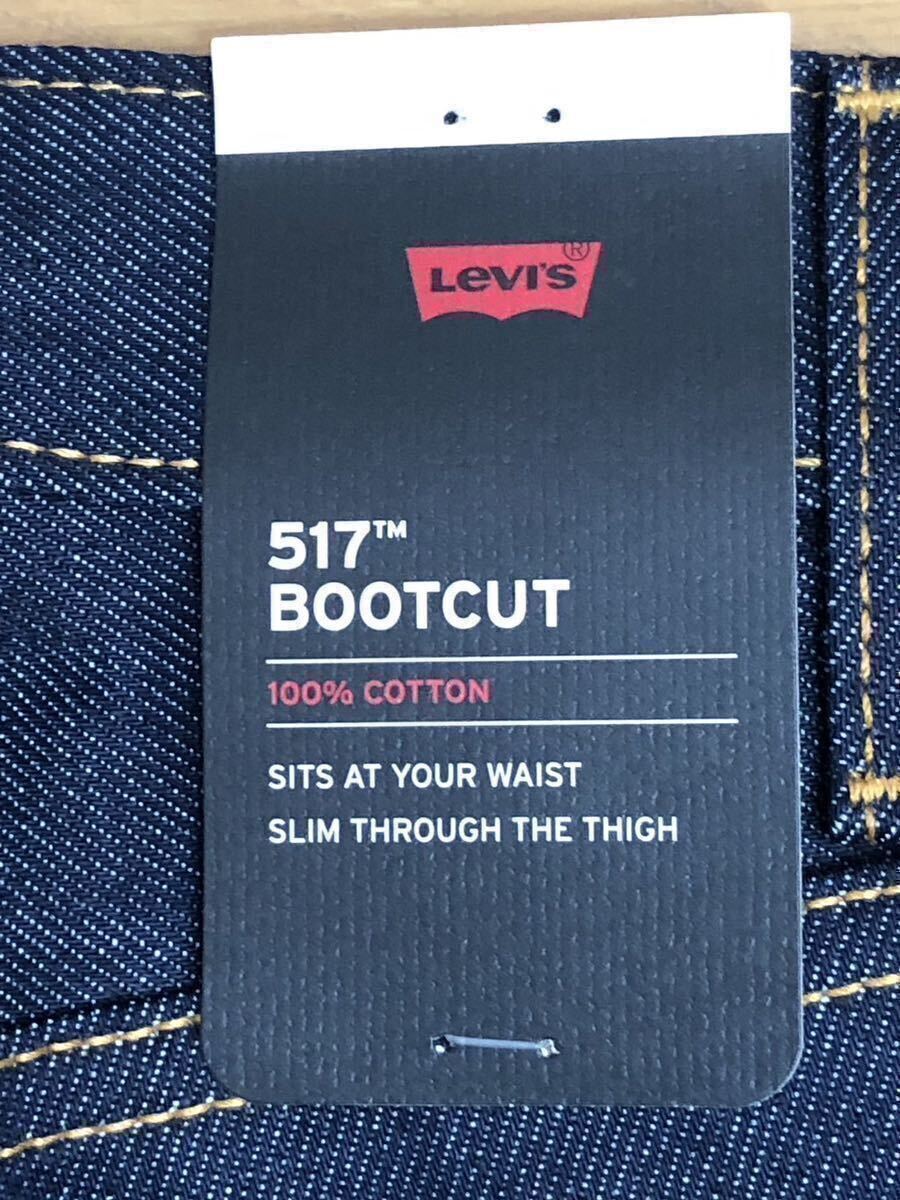 LEVI'S®
517™
BOOTCUT
100% COTTON
SITS AT YOUR WAIST
SLIM THROUGH THE THIGH